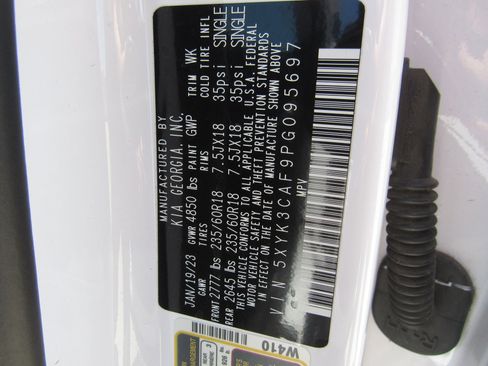 MANUFACTURED BY
KIA GEORGIA, INC.
JAN/19/23 GVWR 4850 lbs PAINT GWP TRIM WK
GAWR TIRES RIMS COLD TIRE INFL
FRONT 2777 lbs 235/60R18 7.5JX18 35psi SINGLE
REAR 2645 lbs 235/60R18 7.5JX18 35psi SINGLE
THIS VEHICLE CONFORMS TO ALL APPLICABLE U.S.A. FEDERAL
MOTOR VEHICLE SAFETY AND THEFT PREVENTION STANDARDS
IN EFFECT ON THE DATE OF MANUFACTURE SHOWN ABOVE
VIN 5XYK3CAF9PG095697
MPV
W410